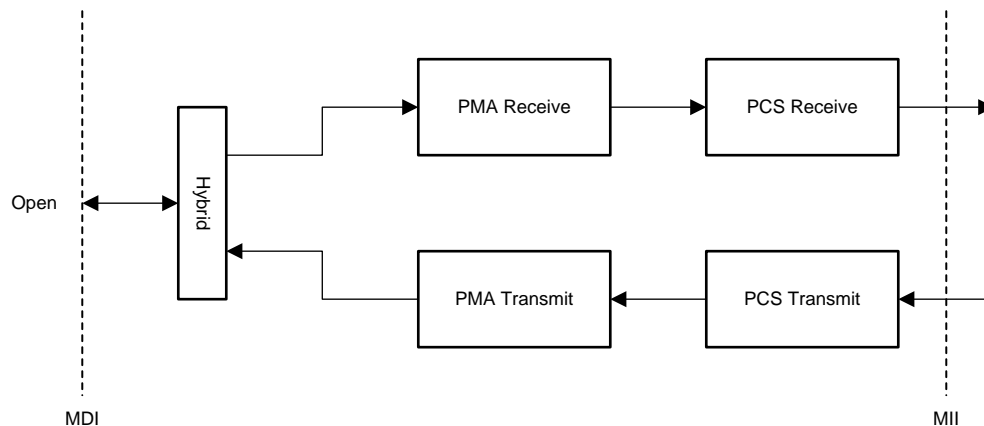 PMA Receive
PCS Receive
Hybrid
Open
PMA Transmit
PCS Transmit
MDI
MII